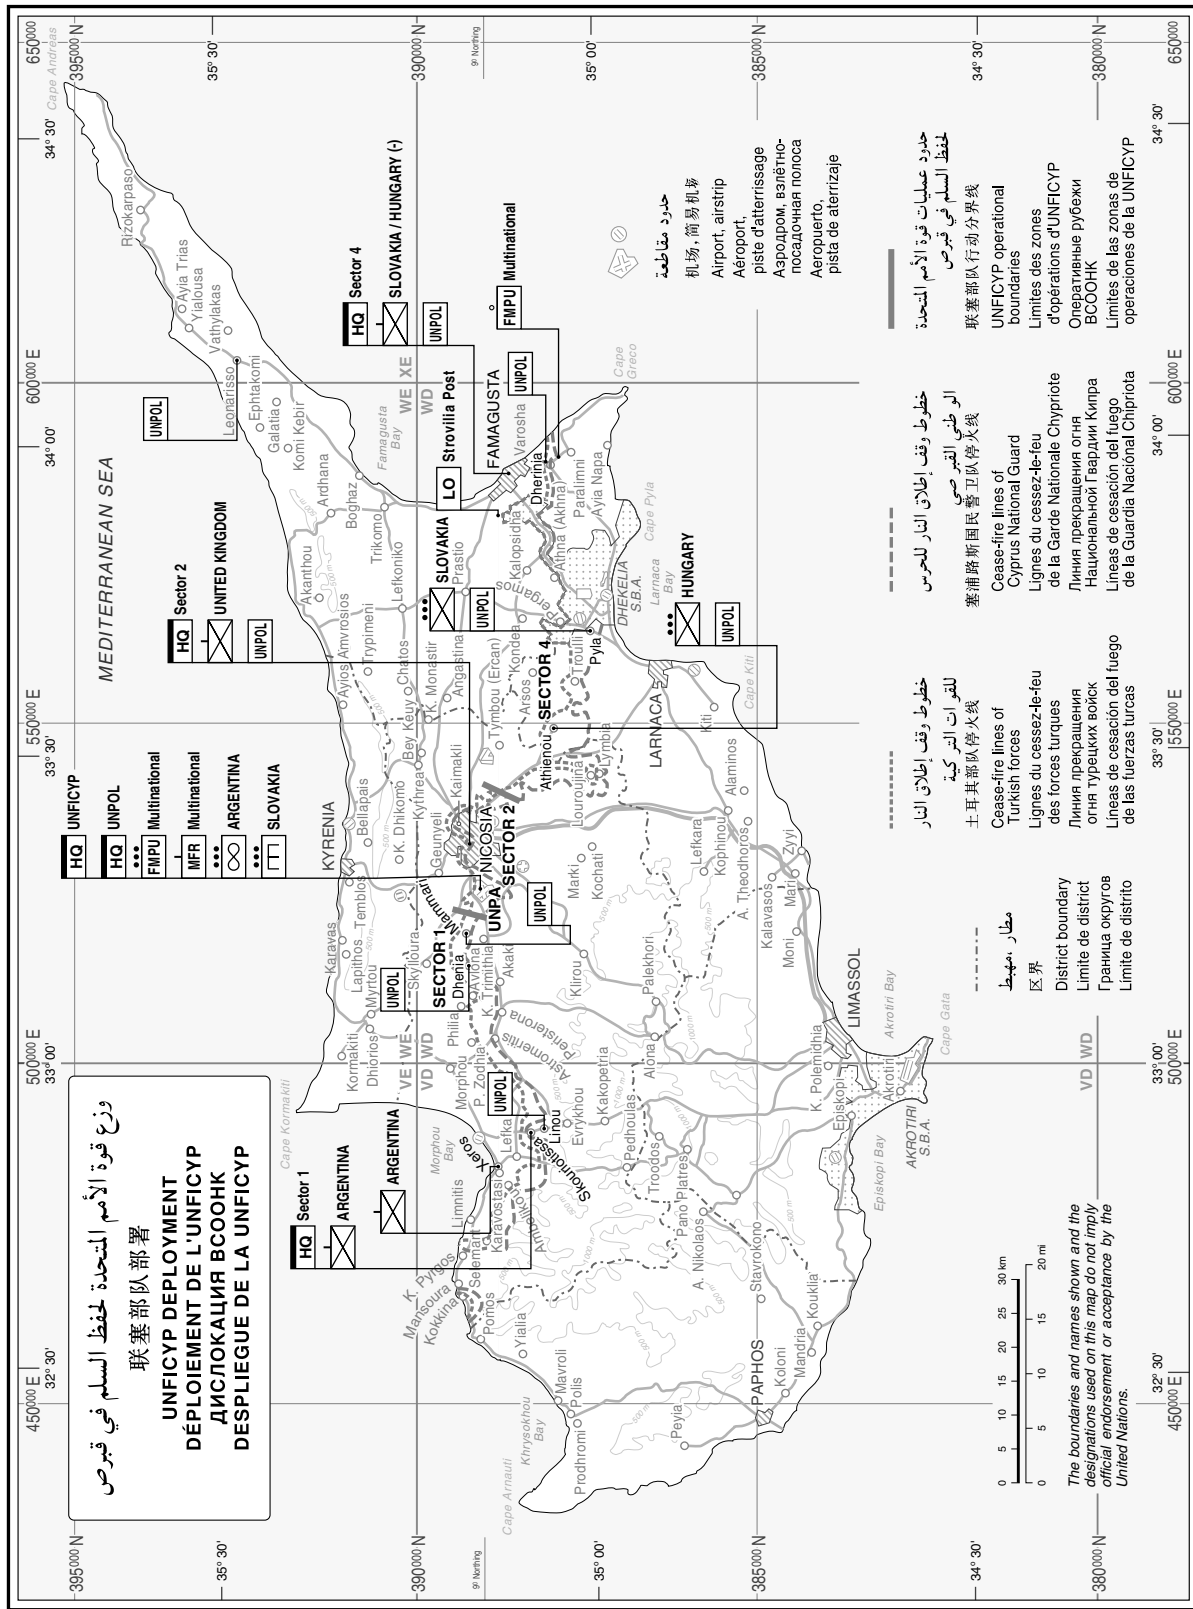 وزع قوة الأمم المتحدة لحفظ السلم في قبرص
联塞部队部署
UNFICYP DEPLOYMENT
DÉPLOIEMENT DE L'UNFICYP
ДИСЛОКАЦИЯ ВСООНК
DESPLIEGUE DE LA UNFICYP
450000 E
32° 30'
500000 E
33° 00'
33° 30'
550000 E
34° 00'
600000 E
34° 30'
650000 E
395000 N
35° 30'
390000 N
9⁰ Northing
35° 00'
385000 N
34° 30'
380000 N
MEDITERRANEAN SEA
HQ UNFICYP
HQ UNPOL
FMPU Multinational
MFR Multinational
ARGENTINA
SLOVAKIA
HQ Sector 2
UNITED KINGDOM
UNPOL
UNPOL
HQ Sector 4
SLOVAKIA / HUNGARY (-)
UNPOL
FMPU Multinational
UNPOL
LO Strovilia Post
SLOVAKIA
UNPOL
HUNGARY
UNPOL
HQ Sector 1
ARGENTINA
ARGENTINA
UNPOL
UNPOL
UNPOL
Cape Andreas
Rizokarpaso
Ayia Trias
Yialousa
Vathylakas
Leonarisso
Ephtakomi
Galatia
Komi Kebir
Ardhana
Boghaz
Famagusta
Bay
Akanthou
Trikomo
Lefkoniko
Prastio
Ayios Amvrosios
Trypimeni
Chatos
K. Monastir
Angastina
Bey Keuy
Kythrea
Tymbou (Ercan)
Kaimakli
Bellapais
KYRENIA
K. Dhikomo
Geunyeli
Temblos
Karavas
Lapithos
Myrtou
Kormakiti
Dhiorios
Cape Kormakiti
Skylloura
Mammari
NICOSIA
UNPA
SECTOR 1
SECTOR 2
SECTOR 4
WE XE
WD
VE WE
VD WD
VD WD
Dhenia
Avlona
K. Trimithia
Akaki
Philia
Peristerona
Astromeritis
Morphou
P. Zodhia
Morphou
Bay
Xeros
Lefka
Linou
Skouriotissa
Evrykhou
Kakopetria
Limnitis
Karavostasi
Ambelikou
Selemant
K. Pyrgos
Mansoura
Kokkina
Pomos
Yialia
Mavroli
Polis
Prodhromi
Khrysokhou
Bay
Cape Arnauti
Peyia
PAPHOS
Koloni
Mandria
Kouklia
Stavrokono
A. Nikolaos
Pano Platres
Troodos
Pedhoulas
Alona
Palekhori
Klirou
Marki
Kochati
Louroujina
Lymbia
Athienou
Arsos
Kondea
Troulli
Pyla
Pergamos
Kalopsidha
Athna (Akhna)
FAMAGUSTA
Varosha
Dherinia
Paralimni
Ayia Napa
Cape
Greco
Cape Pyla
DHEKELIA
S.B.A.
Larnaca
Bay
LARNACA
Kiti
Cape Kiti
Alaminos
Kophinou
Lefkara
A. Theodhoros
Kalavasos
Zyyi
Mari
Moni
LIMASSOL
Akrotiri Bay
Cape Gata
K. Polemidhia
Akrotiri
Episkopi
AKROTIRI
S.B.A.
Episkopi Bay
500 m
1000 m
حدود مقاطعة
机场,简易机场
Airport, airstrip
Aéroport,
piste d'atterrissage
Аэродром, взлётно-
посадочная полоса
Aeropuerto,
pista de aterrizaje
مطار ،مهبط
区界
District boundary
Limite de district
Граница округов
Límite de distrito
خطوط وقف إطلاق النار
للقوات التركية
土耳其部队停火线
Cease-fire lines of
Turkish forces
Lignes du cessez-le-feu
des forces turques
Линия прекращения
огня турецких войск
Líneas de cesación del fuego
de las fuerzas turcas
خطوط وقف إطلاق النار للحرس
الوطني القبرصي
塞浦路斯国民警卫队停火线
Cease-fire lines of
Cyprus National Guard
Lignes du cessez-le-feu
de la Garde Nationale Chypriote
Линия прекращения огня
Национальной Гвардии Кипра
Líneas de cesación del fuego
de la Guardia Naciónal Chipriota
حدود عمليات قوة الأمم المتحدة
لحفظ السلم في قبرص
联塞部队行动分界线
UNFICYP operational
boundaries
Limites des zones
d'opérations d'UNFICYP
Оперативные рубежи
ВСООНК
Límites de las zonas de
operaciones de la UNFICYP
0 5 10 15 20 25 30 km
0 5 10 15 20 mi
The boundaries and names shown and the
designations used on this map do not imply
official endorsement or acceptance by the
United Nations.